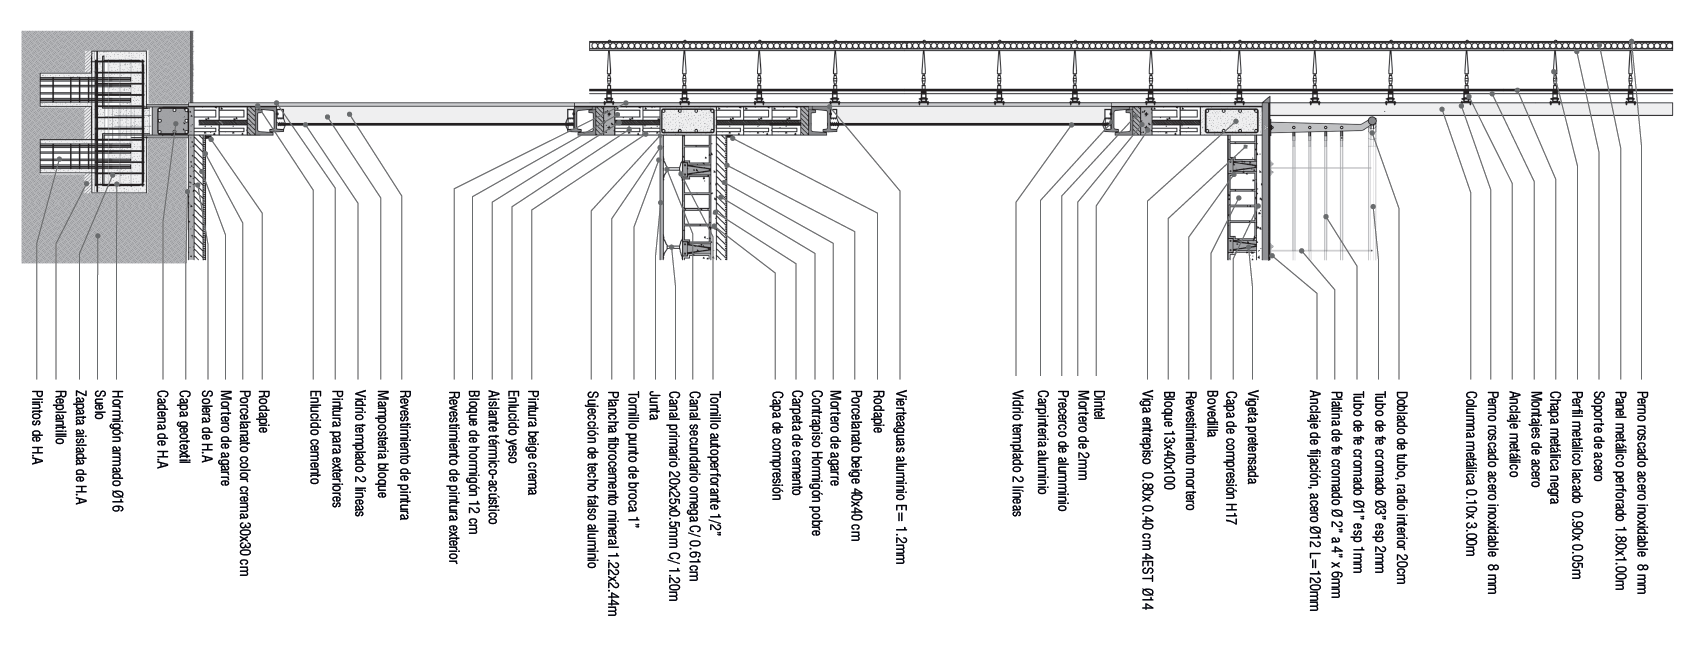 Plintos de H.A
Replantillo
Zapata aislada de H.A
Suelo
Hormigón armado Ø16
Cadena de H.A
Capa geotextil
Solera de H.A
Mortero de agarre
Porcelanato color crema 30x30 cm
Rodapie
Enlucido cemento
Pintura para exteriores
Vidrio templado 2 líneas
Mampostería bloque
Revestimiento de pintura
Revestimiento de pintura exterior
Bloque de hormigón 12 cm
Aislante térmico-acústico
Enlucido yeso
Pintura beige crema
Sujección de techo falso aluminio
Plancha fibrocemento mineral 1.22x2.44m
Tornillo punto de broca 1"
Junta
Canal primario 20x25x0.5mm C/ 1.20m
Canal secundario omega C/ 0.61cm
Tornillo autoperforante 1/2"
Capa de compresión
Carpeta de cemento
Contrapiso Hormigón pobre
Mortero de agarre
Porcelanato beige 40x40 cm
Rodapie
Vierteaguas aluminio E= 1.2mm
Vidrio templado 2 líneas
Carpintería aluminio
Precerco de alumminio
Mortero de 2mm
Dintel
Viga entrepiso 0.80x 0.40 cm 4EST Ø14
Bloque 13x40x100
Revestimiento mortero
Bovedilla
Capa de compresión H17
Vigeta pretensada
Anclaje de fijación, acero Ø12 L=120mm
Platina de fe cromado Ø 2" a 4" x 6mm
Tubo de fe cromado Ø1" esp 1mm
Tubo de fe cromado Ø3" esp 2mm
Doblado de tubo, radio interior 20cm
Columna metálica 0.10x 3.00m
Perno roscado acero inoxidable 8 mm
Anclaje metálico
Montajes de acero
Chapa metálica negra
Perfil metálico lacado 0.90x 0.05m
Soporte de acero
Panel metálico perforado 1.80x1.00m
Perno roscado acero inoxidable 8 mm